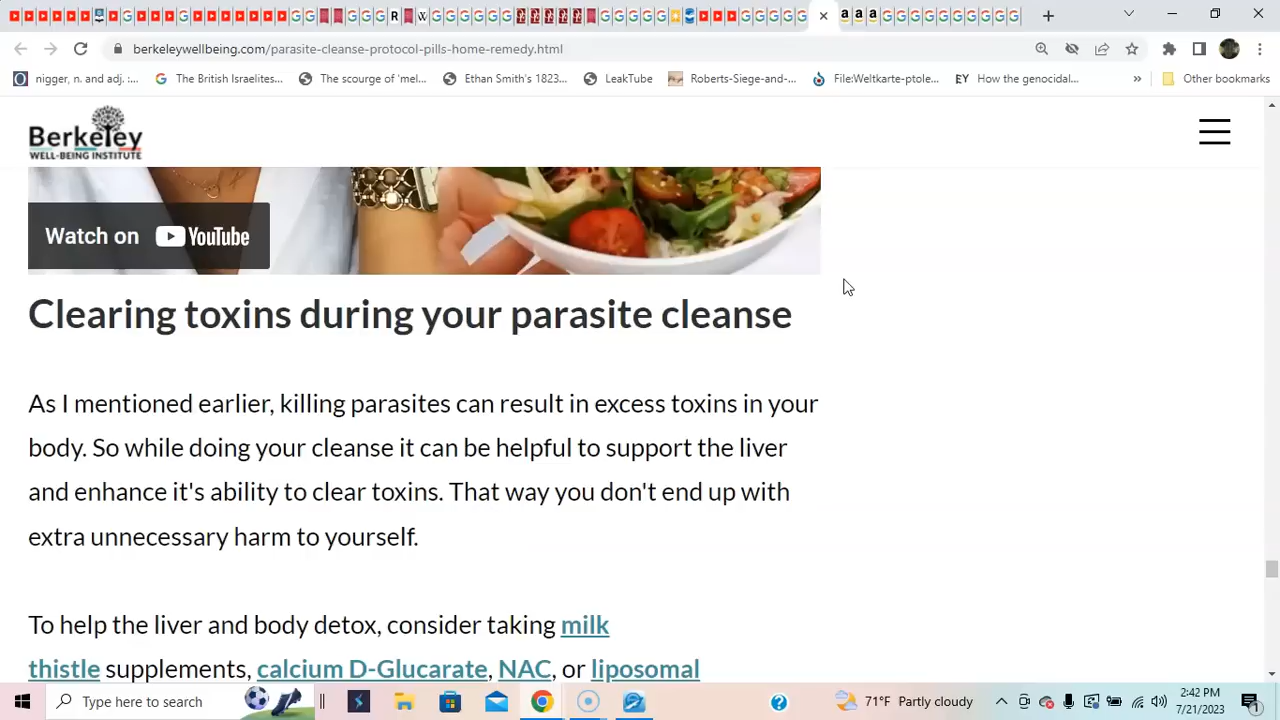 berkeleywellbeing.com/parasite-cleanse-protocol-pills-home-remedy.html
nigger, n. and adj. :...
The British Israelites...
The scourge of 'mel...
Ethan Smith's 1823...
LeakTube
Roberts-Siege-and-...
File:Weltkarte-ptole...
EY How the genocidal...
»
Other bookmarks
Berkeley
WELL-BEING INSTITUTE
Watch on YouTube
Clearing toxins during your parasite cleanse
As I mentioned earlier, killing parasites can result in excess toxins in your
body. So while doing your cleanse it can be helpful to support the liver
and enhance it's ability to clear toxins. That way you don't end up with
extra unnecessary harm to yourself.
To help the liver and body detox, consider taking milk
thistle supplements, calcium D-Glucarate, NAC, or liposomal
Type here to search
71°F Partly cloudy
2:42 PM
7/21/2023